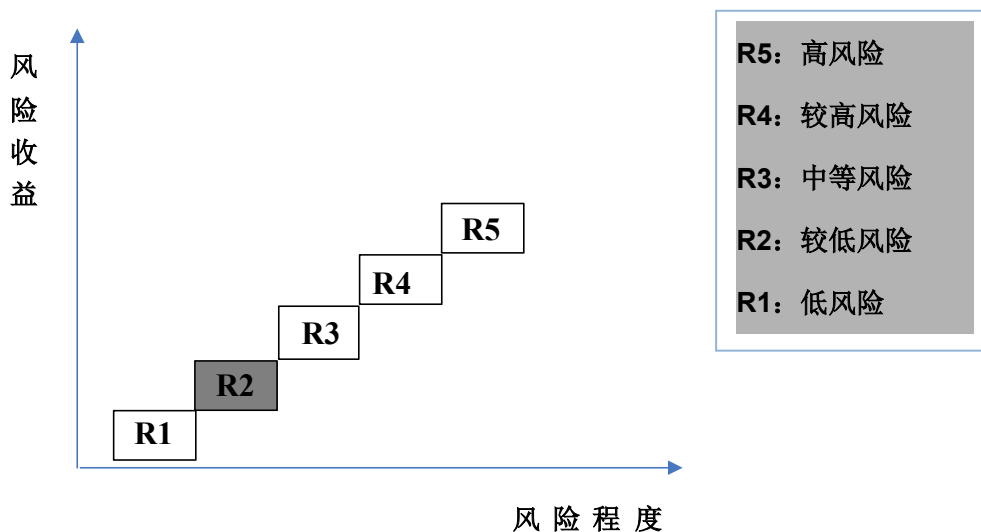 风
险
收
益
R5
R4
R3
R2
R1
风 险 程 度
R5：高风险
R4：较高风险
R3：中等风险
R2：较低风险
R1：低风险